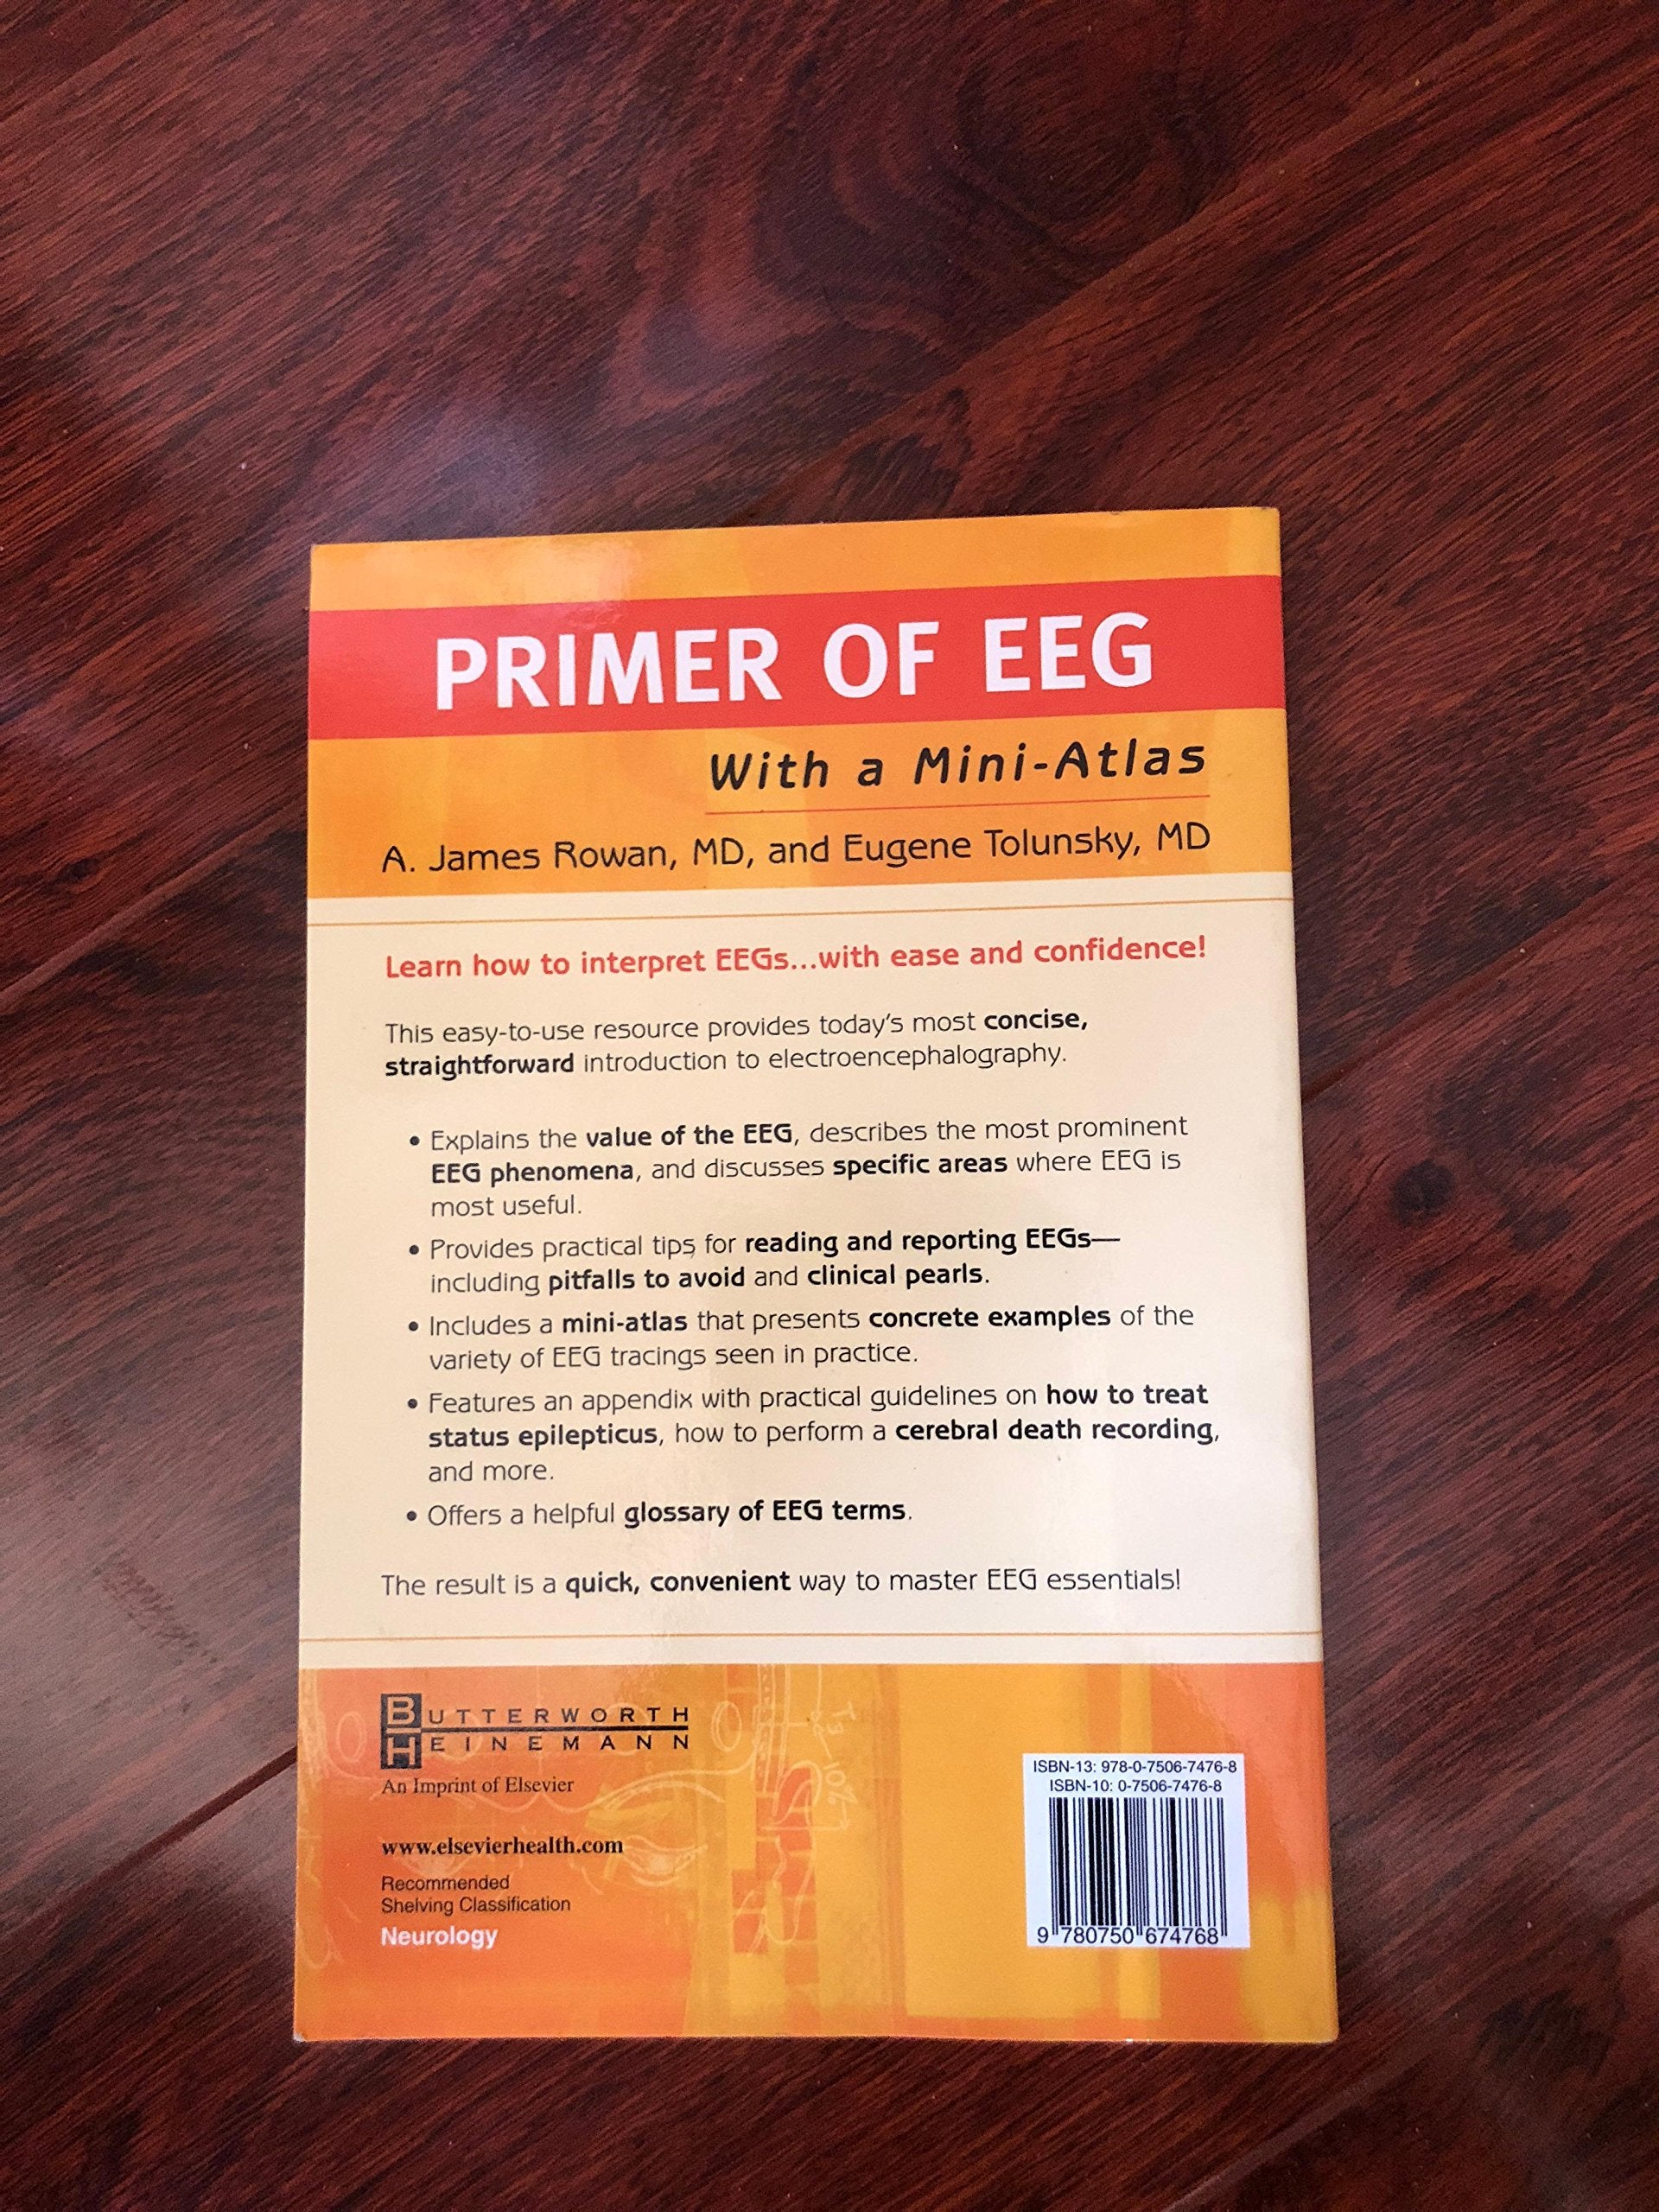 PRIMER OF EEG
With a Mini-Atlas
A. James Rowan, MD, and Eugene Tolunsky, MD
Learn how to interpret EEGs...with ease and confidence!
This easy-to-use resource provides today's most concise,
straightforward introduction to electroencephalography.
• Explains the value of the EEG, describes the most prominent
EEG phenomena, and discusses specific areas where EEG is
most useful.
• Provides practical tips for reading and reporting EEGs—
including pitfalls to avoid and clinical pearls.
• Includes a mini-atlas that presents concrete examples of the
variety of EEG tracings seen in practice.
• Features an appendix with practical guidelines on how to treat
status epilepticus, how to perform a cerebral death recording,
and more.
• Offers a helpful glossary of EEG terms.
The result is a quick, convenient way to master EEG essentials!
BUTTERWORTH
HEINEMANN
An Imprint of Elsevier
www.elsevierhealth.com
Recommended
Shelving Classification
Neurology
ISBN-13: 978-0-7506-7476-8
ISBN-10: 0-7506-7476-8
9 780750 674768